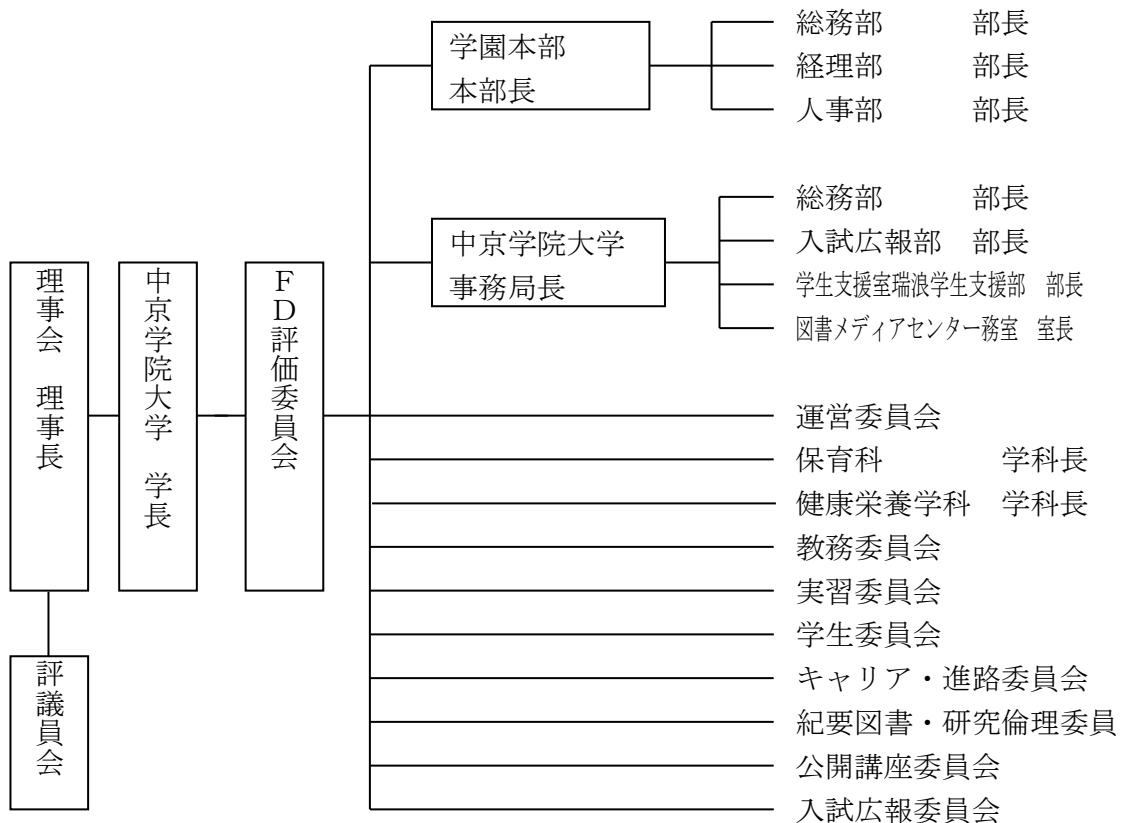 学園本部
本部長
総務部　部長
経理部　部長
人事部　部長
中京学院大学
事務局長
総務部　部長
入試広報部　部長
学生支援室瑞浪学生支援部　部長
図書メディアセンター務室　室長
理事会　理事長
中京学院大学　学長
ＦＤ評価委員会
評議員会
運営委員会
保育科　学科長
健康栄養学科　学科長
教務委員会
実習委員会
学生委員会
キャリア・進路委員会
紀要図書・研究倫理委員
公開講座委員会
入試広報委員会